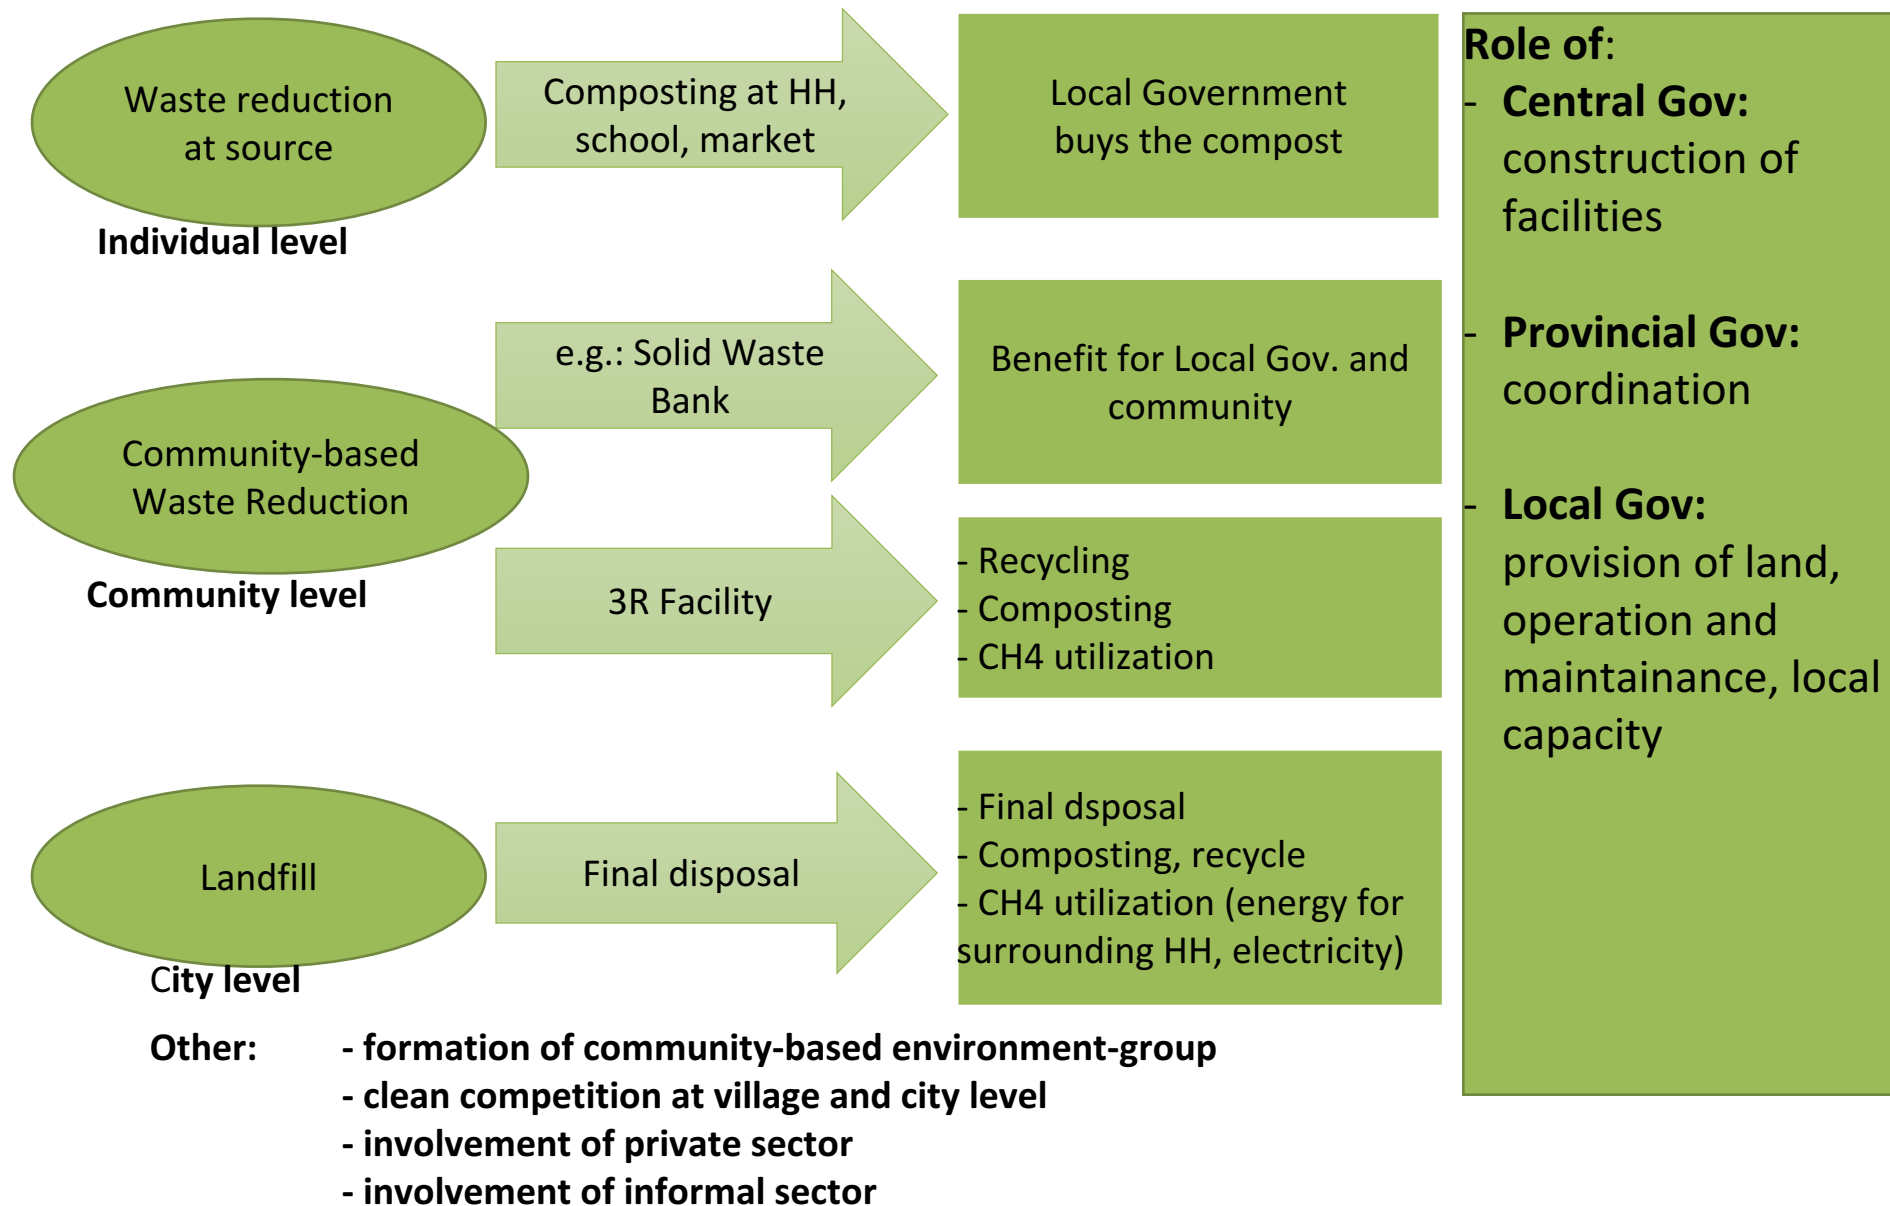 Waste reduction
at source
Individual level
Composting at HH,
school, market
Local Government
buys the compost
Community-based
Waste Reduction
Community level
e.g.: Solid Waste
Bank
Benefit for Local Gov. and
community
3R Facility
- Recycling
- Composting
- CH4 utilization
Landfill
City level
Final disposal
- Final dsposal
- Composting, recycle
- CH4 utilization (energy for
surrounding HH, electricity)
Role of:
- Central Gov:
construction of
facilities
- Provincial Gov:
coordination
- Local Gov:
provision of land,
operation and
maintainance, local
capacity
Other: - formation of community-based environment-group
- clean competition at village and city level
- involvement of private sector
- involvement of informal sector